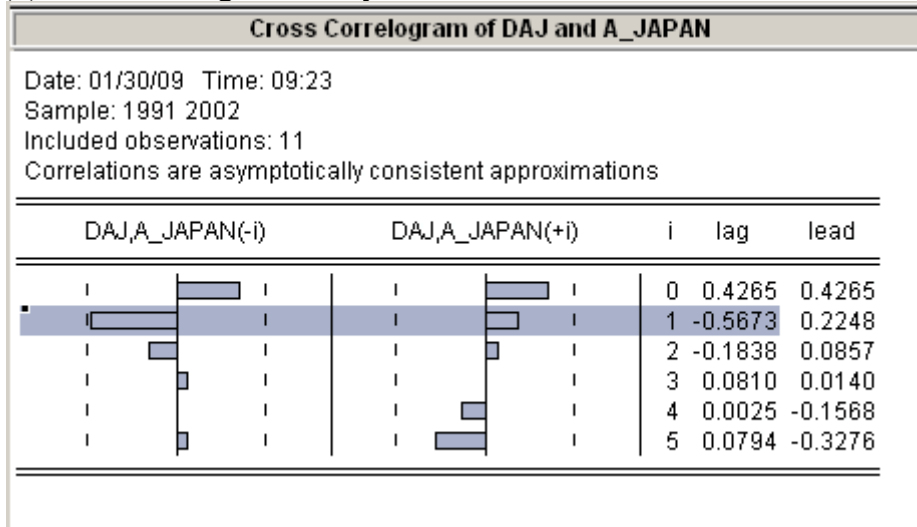 Cross Correlogram of DAJ and A_JAPAN
Date: 01/30/09 Time: 09:23
Sample: 1991 2002
Included observations: 11
Correlations are asymptotically consistent approximations
DAJ,A_JAPAN(-i) DAJ,A_JAPAN(+i) i lag lead
0 0.4265 0.4265
1 -0.5673 0.2248
2 -0.1838 0.0857
3 0.0810 0.0140
4 0.0025 -0.1568
5 0.0794 -0.3276